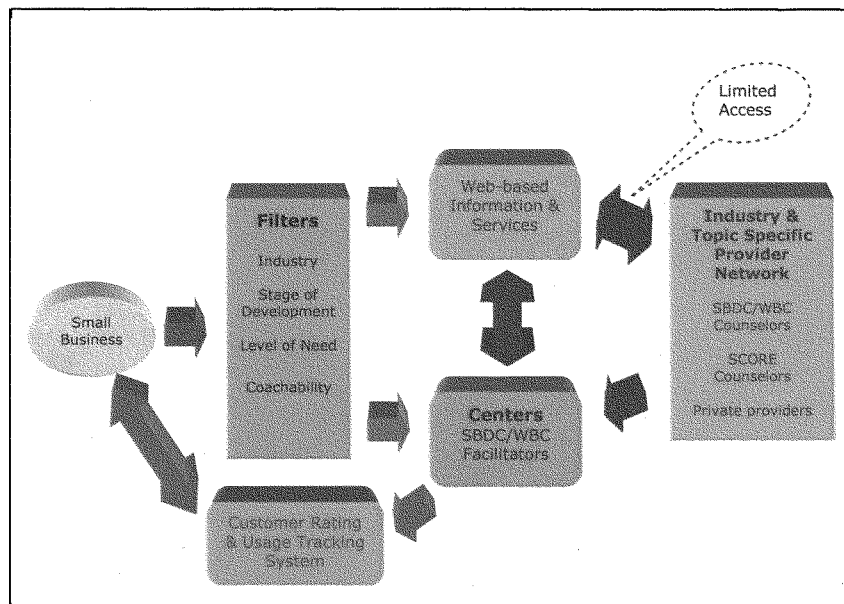 Limited
Access
Web-based
Information &
Services
Filters
Industry
Stage of
Development
Level of Need
Coachability
Industry &
Topic Specific
Provider
Network
SBDC/WBC
Counselors
SCORE
Counselors
Private providers
Small
Business
Centers
SBDC/WBC
Facilitators
Customer Rating
& Usage Tracking
System